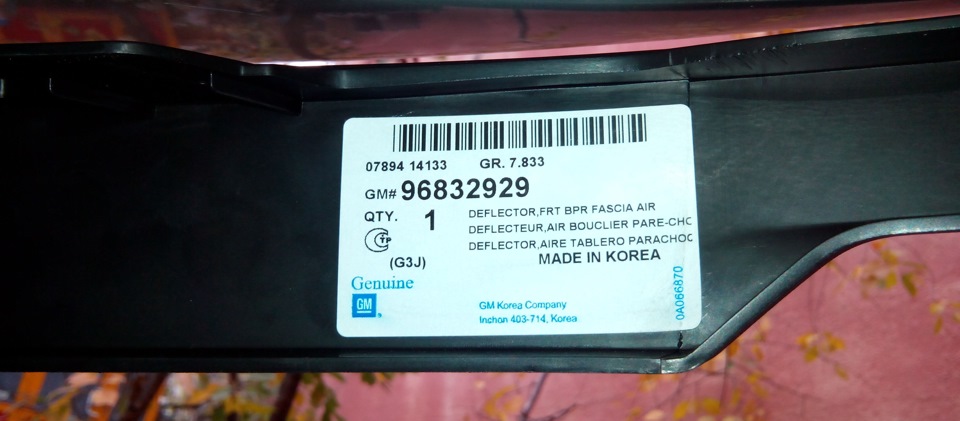 07894 14133 GR. 7.833
GM# 96832929
QTY. 1
DEFLECTOR,FRT BPR FASCIA AIR
DEFLECTEUR,AIR BOUCLIER PARE-CHC
DEFLECTOR,AIRE TABLERO PARACHOC
MADE IN KOREA
CTP
(G3J)
Genuine
GM
GM Korea Company
Inchon 403-714, Korea
0A066870